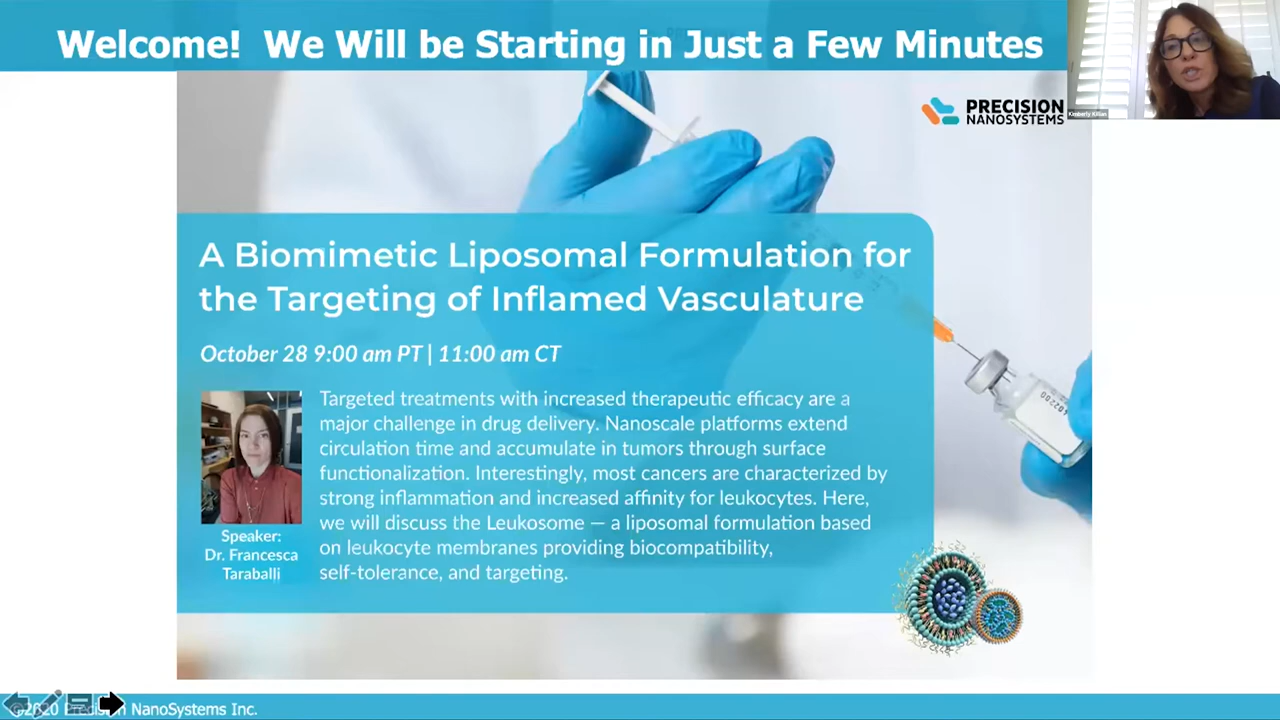 Welcome! We Will be Starting in Just a Few Minutes
Kimberly Killian
PRECISION
NANOSYSTEMS
A Biomimetic Liposomal Formulation for
the Targeting of Inflamed Vasculature
October 28 9:00 am PT | 11:00 am CT
Targeted treatments with increased therapeutic efficacy are a
major challenge in drug delivery. Nanoscale platforms extend
circulation time and accumulate in tumors through surface
functionalization. Interestingly, most cancers are characterized by
strong inflammation and increased affinity for leukocytes. Here,
we will discuss the Leukosome — a liposomal formulation based
on leukocyte membranes providing biocompatibility,
self-tolerance, and targeting.
Speaker:
Dr. Francesca
Taraballi
©2020 Precision NanoSystems Inc.